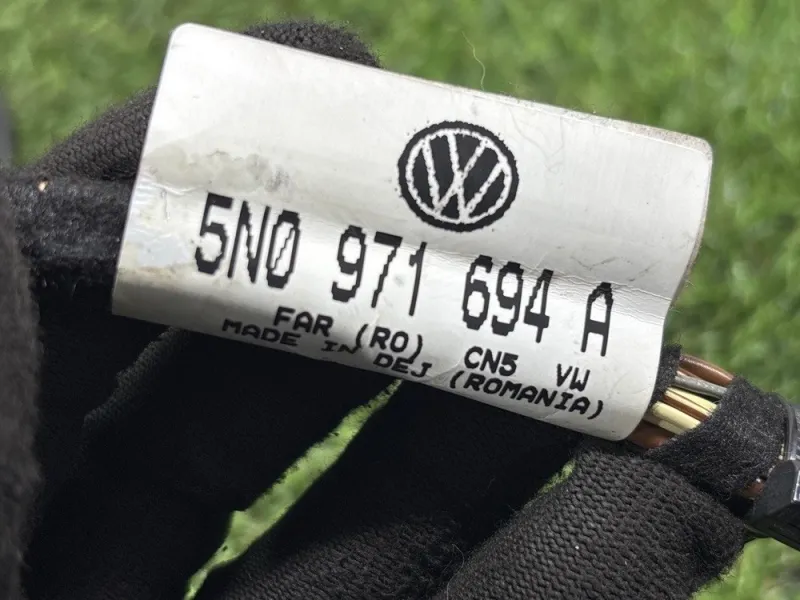 5N0 971 694 A
FAR (RO) CN5 VW
MADE IN DEJ (ROMANIA)